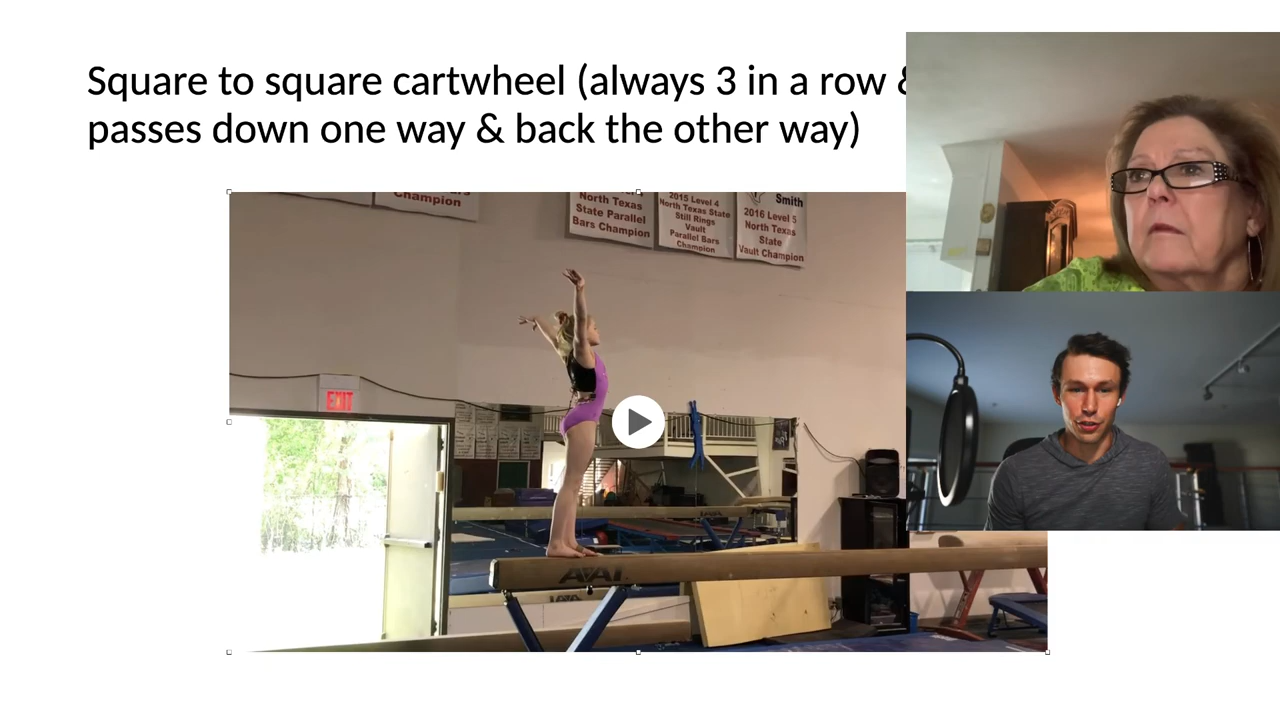 Square to square cartwheel (always 3 in a row &
passes down one way & back the other way)
Champion
North Texas
State Parallel
Bars Champion
2015 Level 4
North Texas State
Still Rings
Vault
Parallel Bars
Champion
Smith
2016 Level 5
North Texas
State
Vault Champion
EXIT
AAI